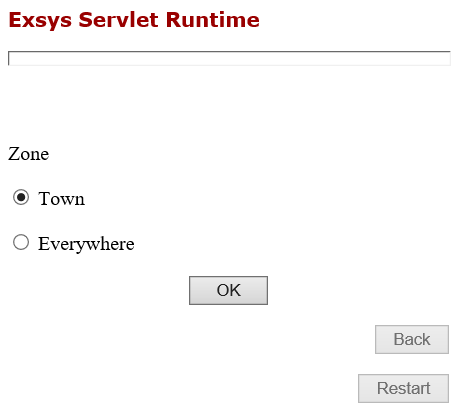 Exsys Servlet Runtime
Zone
Town
Everywhere
OK
Back
Restart